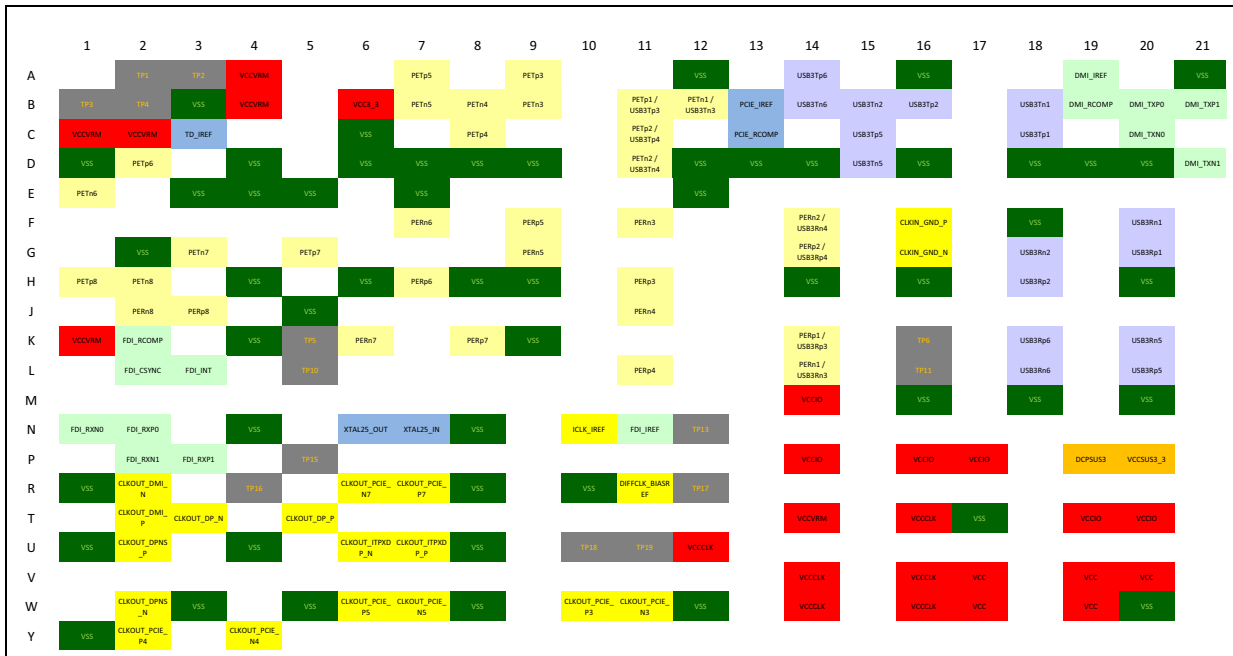 1 2 3 4 5 6 7 8 9 10 11 12 13 14 15 16 17 18 19 20 21
A TP1 TP2 VCCVRM PETp5 PETp3 VSS USB3Tp6 VSS DMI_IREF VSS
B TP3 TP4 VSS VCCVRM VCC3_3 PETn5 PETn4 PETn3 PETp1 / USB3Tp3 PETn1 / USB3Tn3 PCIE_IREF USB3Tn6 USB3Tn2 USB3Tp2 USB3Tn1 DMI_RCOMP DMI_TXP0 DMI_TXP1
C VCCVRM VCCVRM TD_IREF VSS PETp4 PETp2 / USB3Tp4 PCIE_RCOMP USB3Tp5 USB3Tp1 DMI_TXN0
D VSS PETp6 VSS VSS VSS VSS VSS PETn2 / USB3Tn4 VSS VSS VSS USB3Tn5 VSS VSS VSS VSS DMI_TXN1
E PETn6 VSS VSS VSS VSS VSS
F PERn6 PERp5 PERn3 PERn2 / USB3Rn4 CLKIN_GND_P VSS USB3Rn1
G VSS PETn7 PETp7 PERn5 PERp2 / USB3Rp4 CLKIN_GND_N USB3Rn2 USB3Rp1
H PETp8 PETn8 VSS VSS PERp6 VSS VSS PERp3 VSS VSS USB3Rp2 VSS
J PERn8 PERp8 VSS PERn4
K VCCVRM FDI_RCOMP VSS TP5 PERn7 PERp7 VSS PERp1 / USB3Rp3 TP6 USB3Rp6 USB3Rn5
L FDI_CSYNC FDI_INT TP10 PERp4 PERn1 / USB3Rn3 TP11 USB3Rn6 USB3Rp5
M VCCIO VSS VSS VSS
N FDI_RXN0 FDI_RXP0 VSS XTAL25_OUT XTAL25_IN VSS ICLK_IREF FDI_IREF TP13
P FDI_RXN1 FDI_RXP1 TP15 VCCIO VCCIO VCCIO DCPSUS3 VCCSUS3_3
R VSS CLKOUT_DMI_N TP16 CLKOUT_PCIE_N7 CLKOUT_PCIE_P7 VSS VSS DIFFCLK_BIASREF TP17
T CLKOUT_DMI_P CLKOUT_DP_N CLKOUT_DP_P VCCVRM VCCCLK VSS VCCIO VCCIO
U VSS CLKOUT_DPNS_P VSS CLKOUT_ITPXDP_N CLKOUT_ITPXDP_P VSS TP18 TP19 VCCCLK
V VCCCLK VCCCLK VCC VCC VCC
W CLKOUT_DPNS_N VSS VSS CLKOUT_PCIE_P5 CLKOUT_PCIE_N5 VSS CLKOUT_PCIE_P3 CLKOUT_PCIE_N3 VSS VCCCLK VCCCLK VCC VCC VSS
Y VSS CLKOUT_PCIE_P4 CLKOUT_PCIE_N4